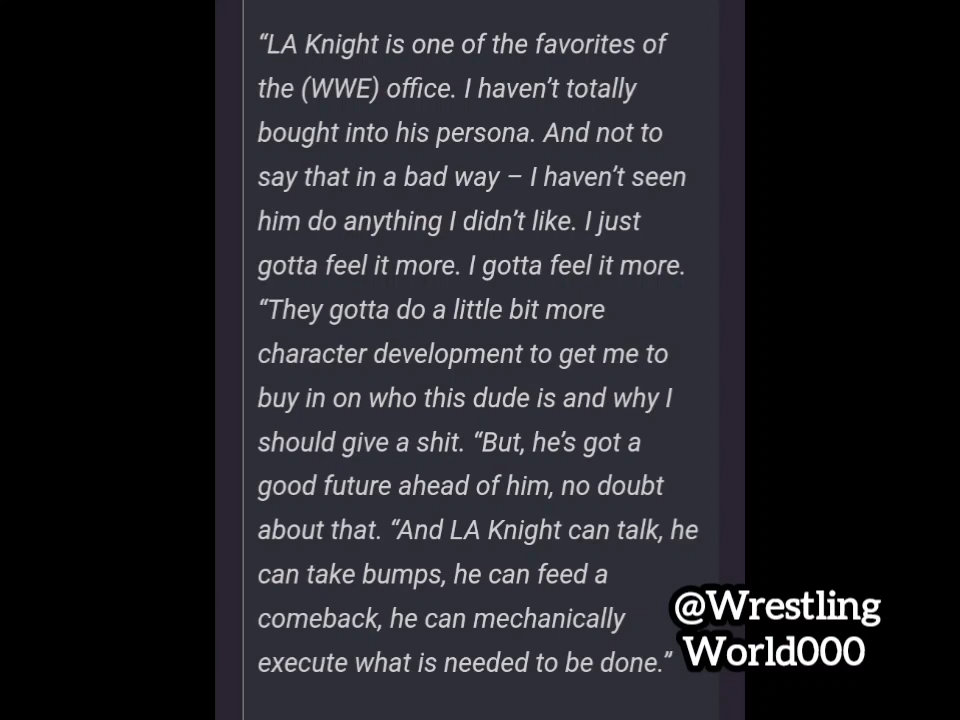 “LA Knight is one of the favorites of
the (WWE) office. I haven’t totally
bought into his persona. And not to
say that in a bad way – I haven’t seen
him do anything I didn’t like. I just
gotta feel it more. I gotta feel it more.
“They gotta do a little bit more
character development to get me to
buy in on who this dude is and why I
should give a shit. “But, he’s got a
good future ahead of him, no doubt
about that. “And LA Knight can talk, he
can take bumps, he can feed a
comeback, he can mechanically
execute what is needed to be done.”
@Wrestling
World000